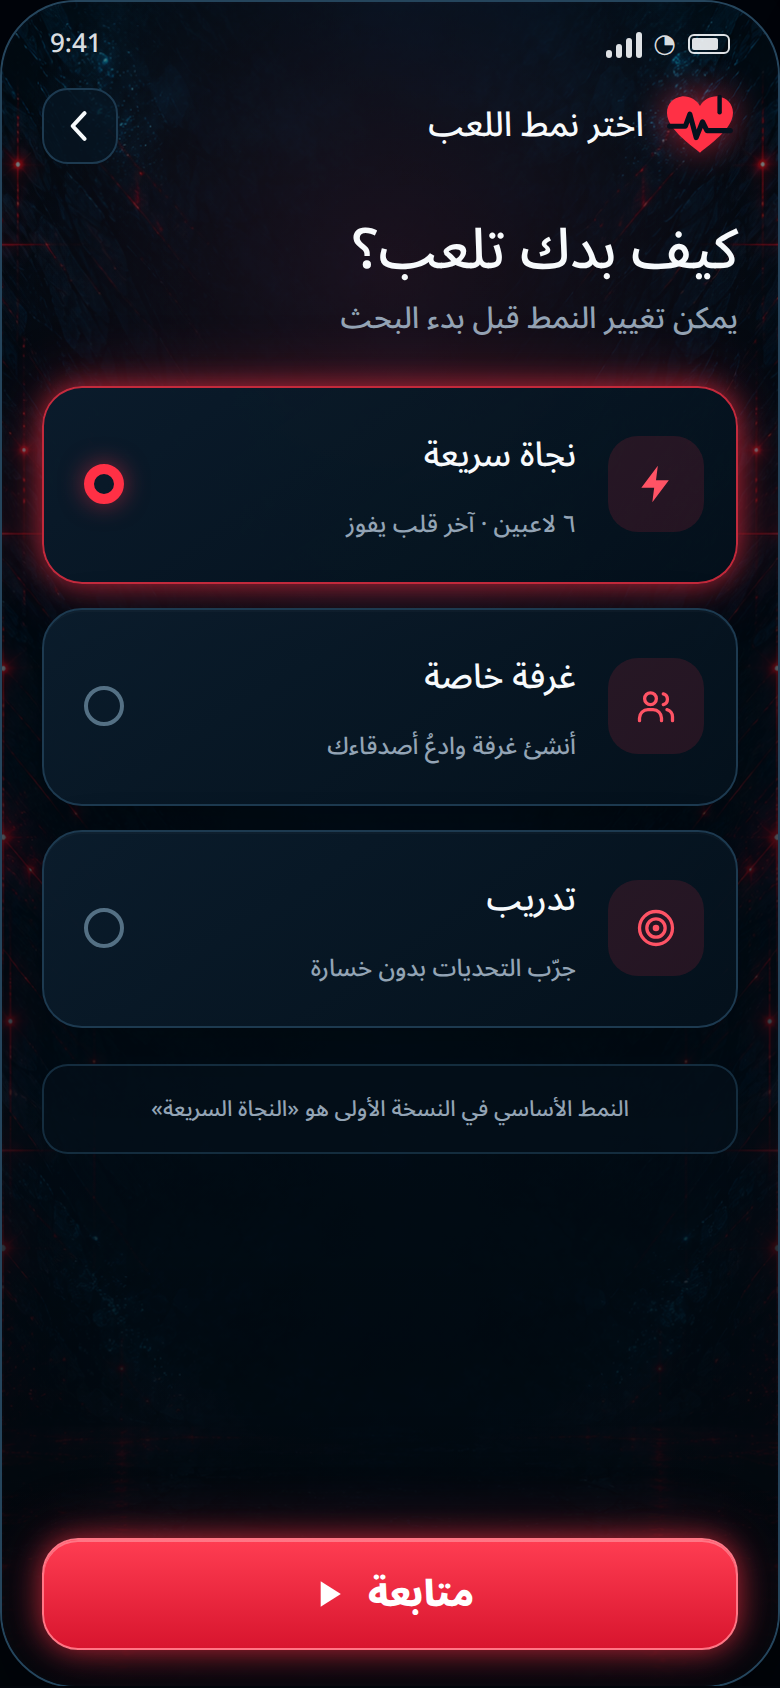 9:41
اختر نمط اللعب
كيف بدك تلعب؟
يمكن تغيير النمط قبل بدء البحث
نجاة سريعة
٦ لاعبين · آخر قلب يفوز
غرفة خاصة
أنشئ غرفة وادعُ أصدقاءك
تدريب
جرّب التحديات بدون خسارة
النمط الأساسي في النسخة الأولى هو «النجاة السريعة»
متابعة